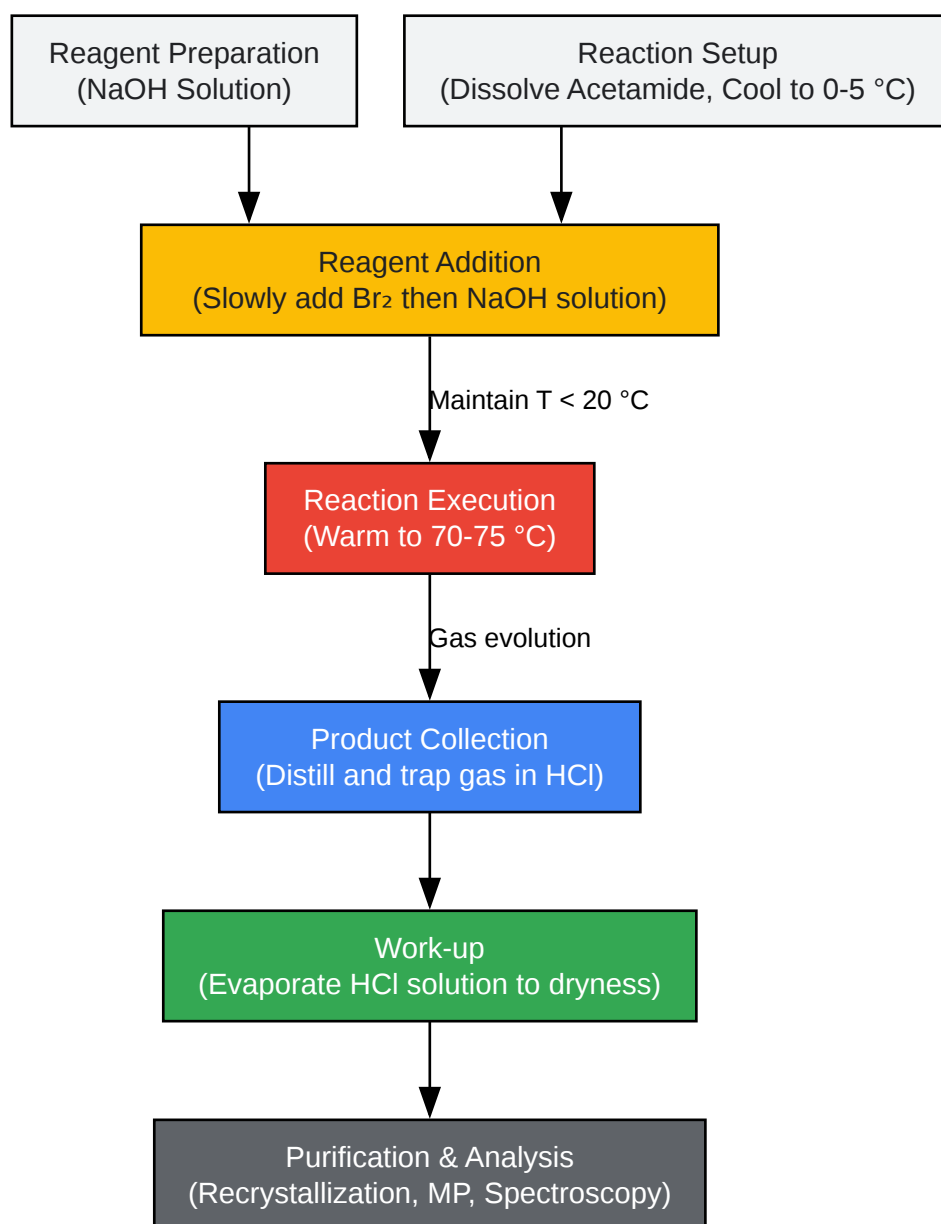 Reagent Preparation
(NaOH Solution)
Reaction Setup
(Dissolve Acetamide, Cool to 0-5 °C)
Reagent Addition
(Slowly add Br₂ then NaOH solution)
Maintain T < 20 °C
Reaction Execution
(Warm to 70-75 °C)
Gas evolution
Product Collection
(Distill and trap gas in HCl)
Work-up
(Evaporate HCl solution to dryness)
Purification & Analysis
(Recrystallization, MP, Spectroscopy)